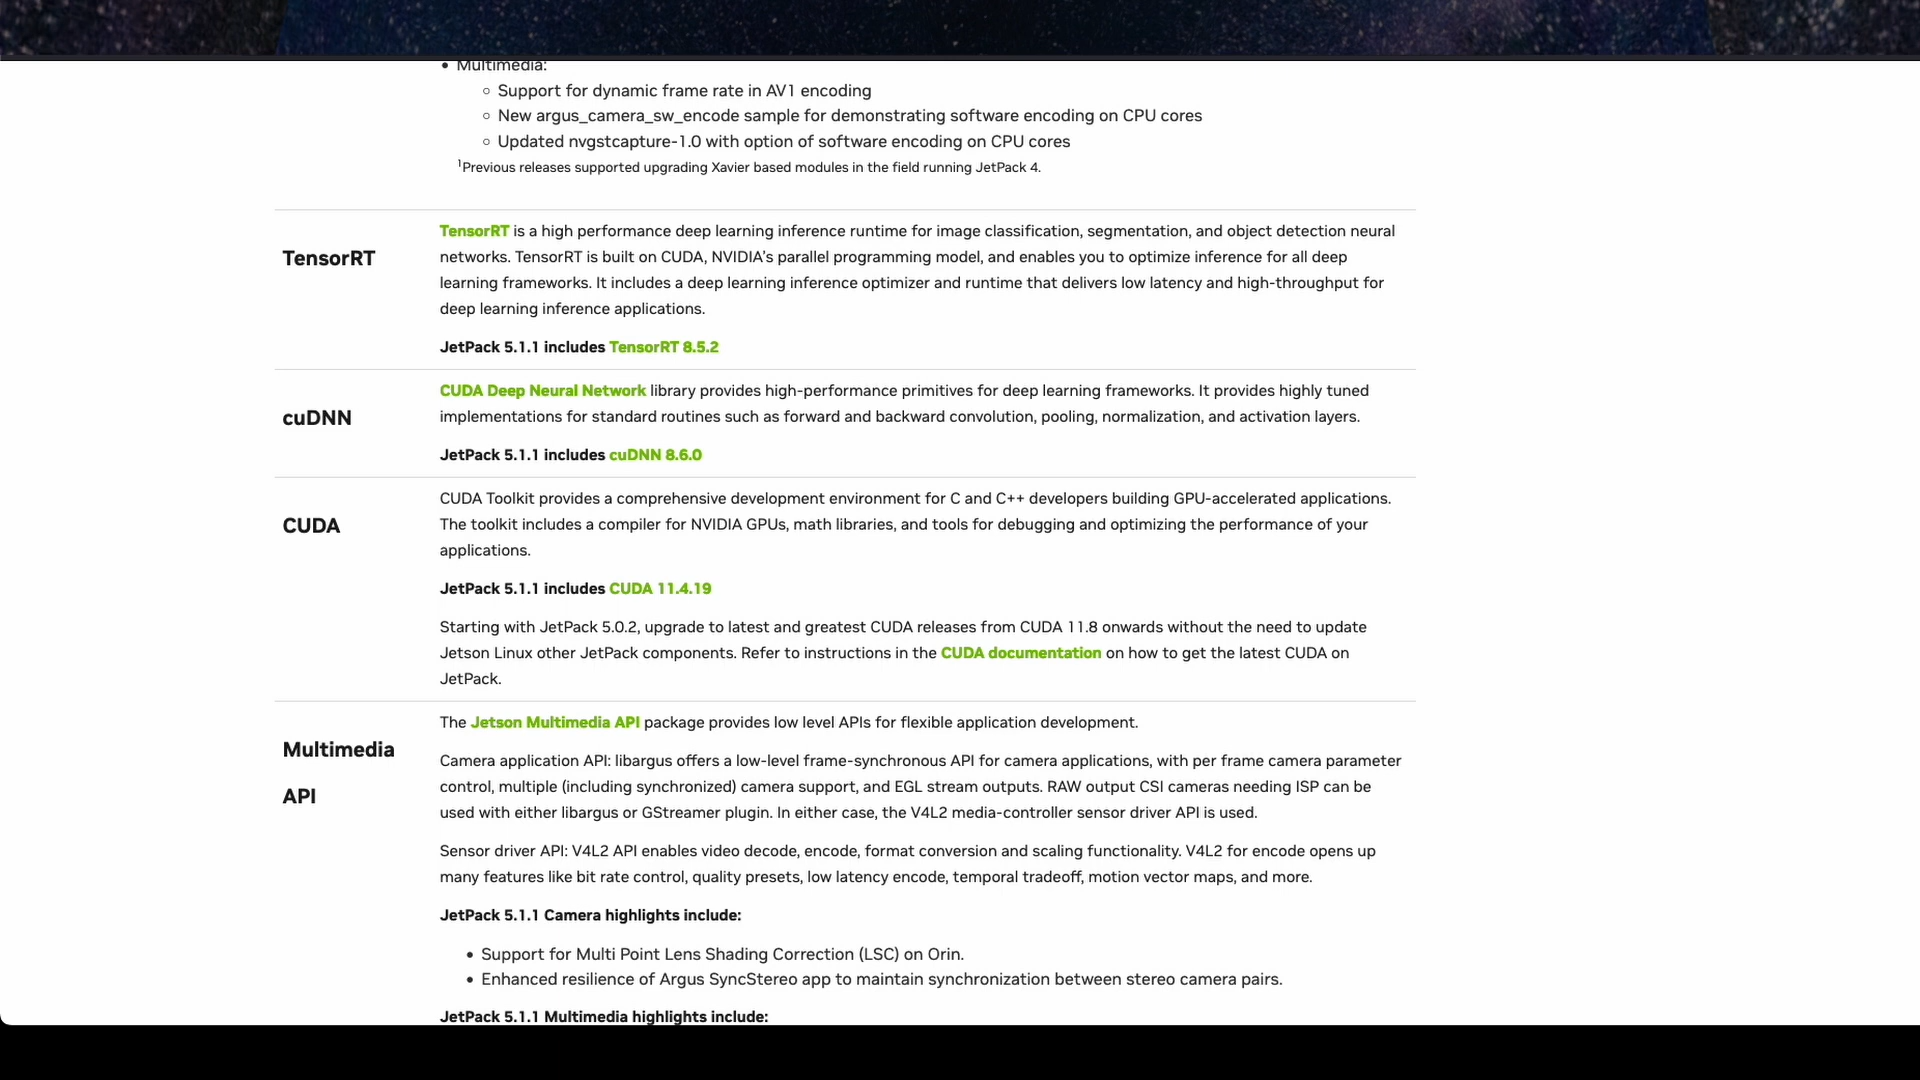 Multimedia:
Support for dynamic frame rate in AV1 encoding
New argus_camera_sw_encode sample for demonstrating software encoding on CPU cores
Updated nvgstcapture-1.0 with option of software encoding on CPU cores
1Previous releases supported upgrading Xavier based modules in the field running JetPack 4.
TensorRT
TensorRT is a high performance deep learning inference runtime for image classification, segmentation, and object detection neural
networks. TensorRT is built on CUDA, NVIDIA's parallel programming model, and enables you to optimize inference for all deep
learning frameworks. It includes a deep learning inference optimizer and runtime that delivers low latency and high-throughput for
deep learning inference applications.
JetPack 5.1.1 includes TensorRT 8.5.2
cuDNN
CUDA Deep Neural Network library provides high-performance primitives for deep learning frameworks. It provides highly tuned
implementations for standard routines such as forward and backward convolution, pooling, normalization, and activation layers.
JetPack 5.1.1 includes cuDNN 8.6.0
CUDA
CUDA Toolkit provides a comprehensive development environment for C and C++ developers building GPU-accelerated applications.
The toolkit includes a compiler for NVIDIA GPUs, math libraries, and tools for debugging and optimizing the performance of your
applications.
JetPack 5.1.1 includes CUDA 11.4.19
Starting with JetPack 5.0.2, upgrade to latest and greatest CUDA releases from CUDA 11.8 onwards without the need to update
Jetson Linux other JetPack components. Refer to instructions in the CUDA documentation on how to get the latest CUDA on
JetPack.
Multimedia
API
The Jetson Multimedia API package provides low level APIs for flexible application development.
Camera application API: libargus offers a low-level frame-synchronous API for camera applications, with per frame camera parameter
control, multiple (including synchronized) camera support, and EGL stream outputs. RAW output CSI cameras needing ISP can be
used with either libargus or GStreamer plugin. In either case, the V4L2 media-controller sensor driver API is used.
Sensor driver API: V4L2 API enables video decode, encode, format conversion and scaling functionality. V4L2 for encode opens up
many features like bit rate control, quality presets, low latency encode, temporal tradeoff, motion vector maps, and more.
JetPack 5.1.1 Camera highlights include:
Support for Multi Point Lens Shading Correction (LSC) on Orin.
Enhanced resilience of Argus SyncStereo app to maintain synchronization between stereo camera pairs.
JetPack 5.1.1 Multimedia highlights include: